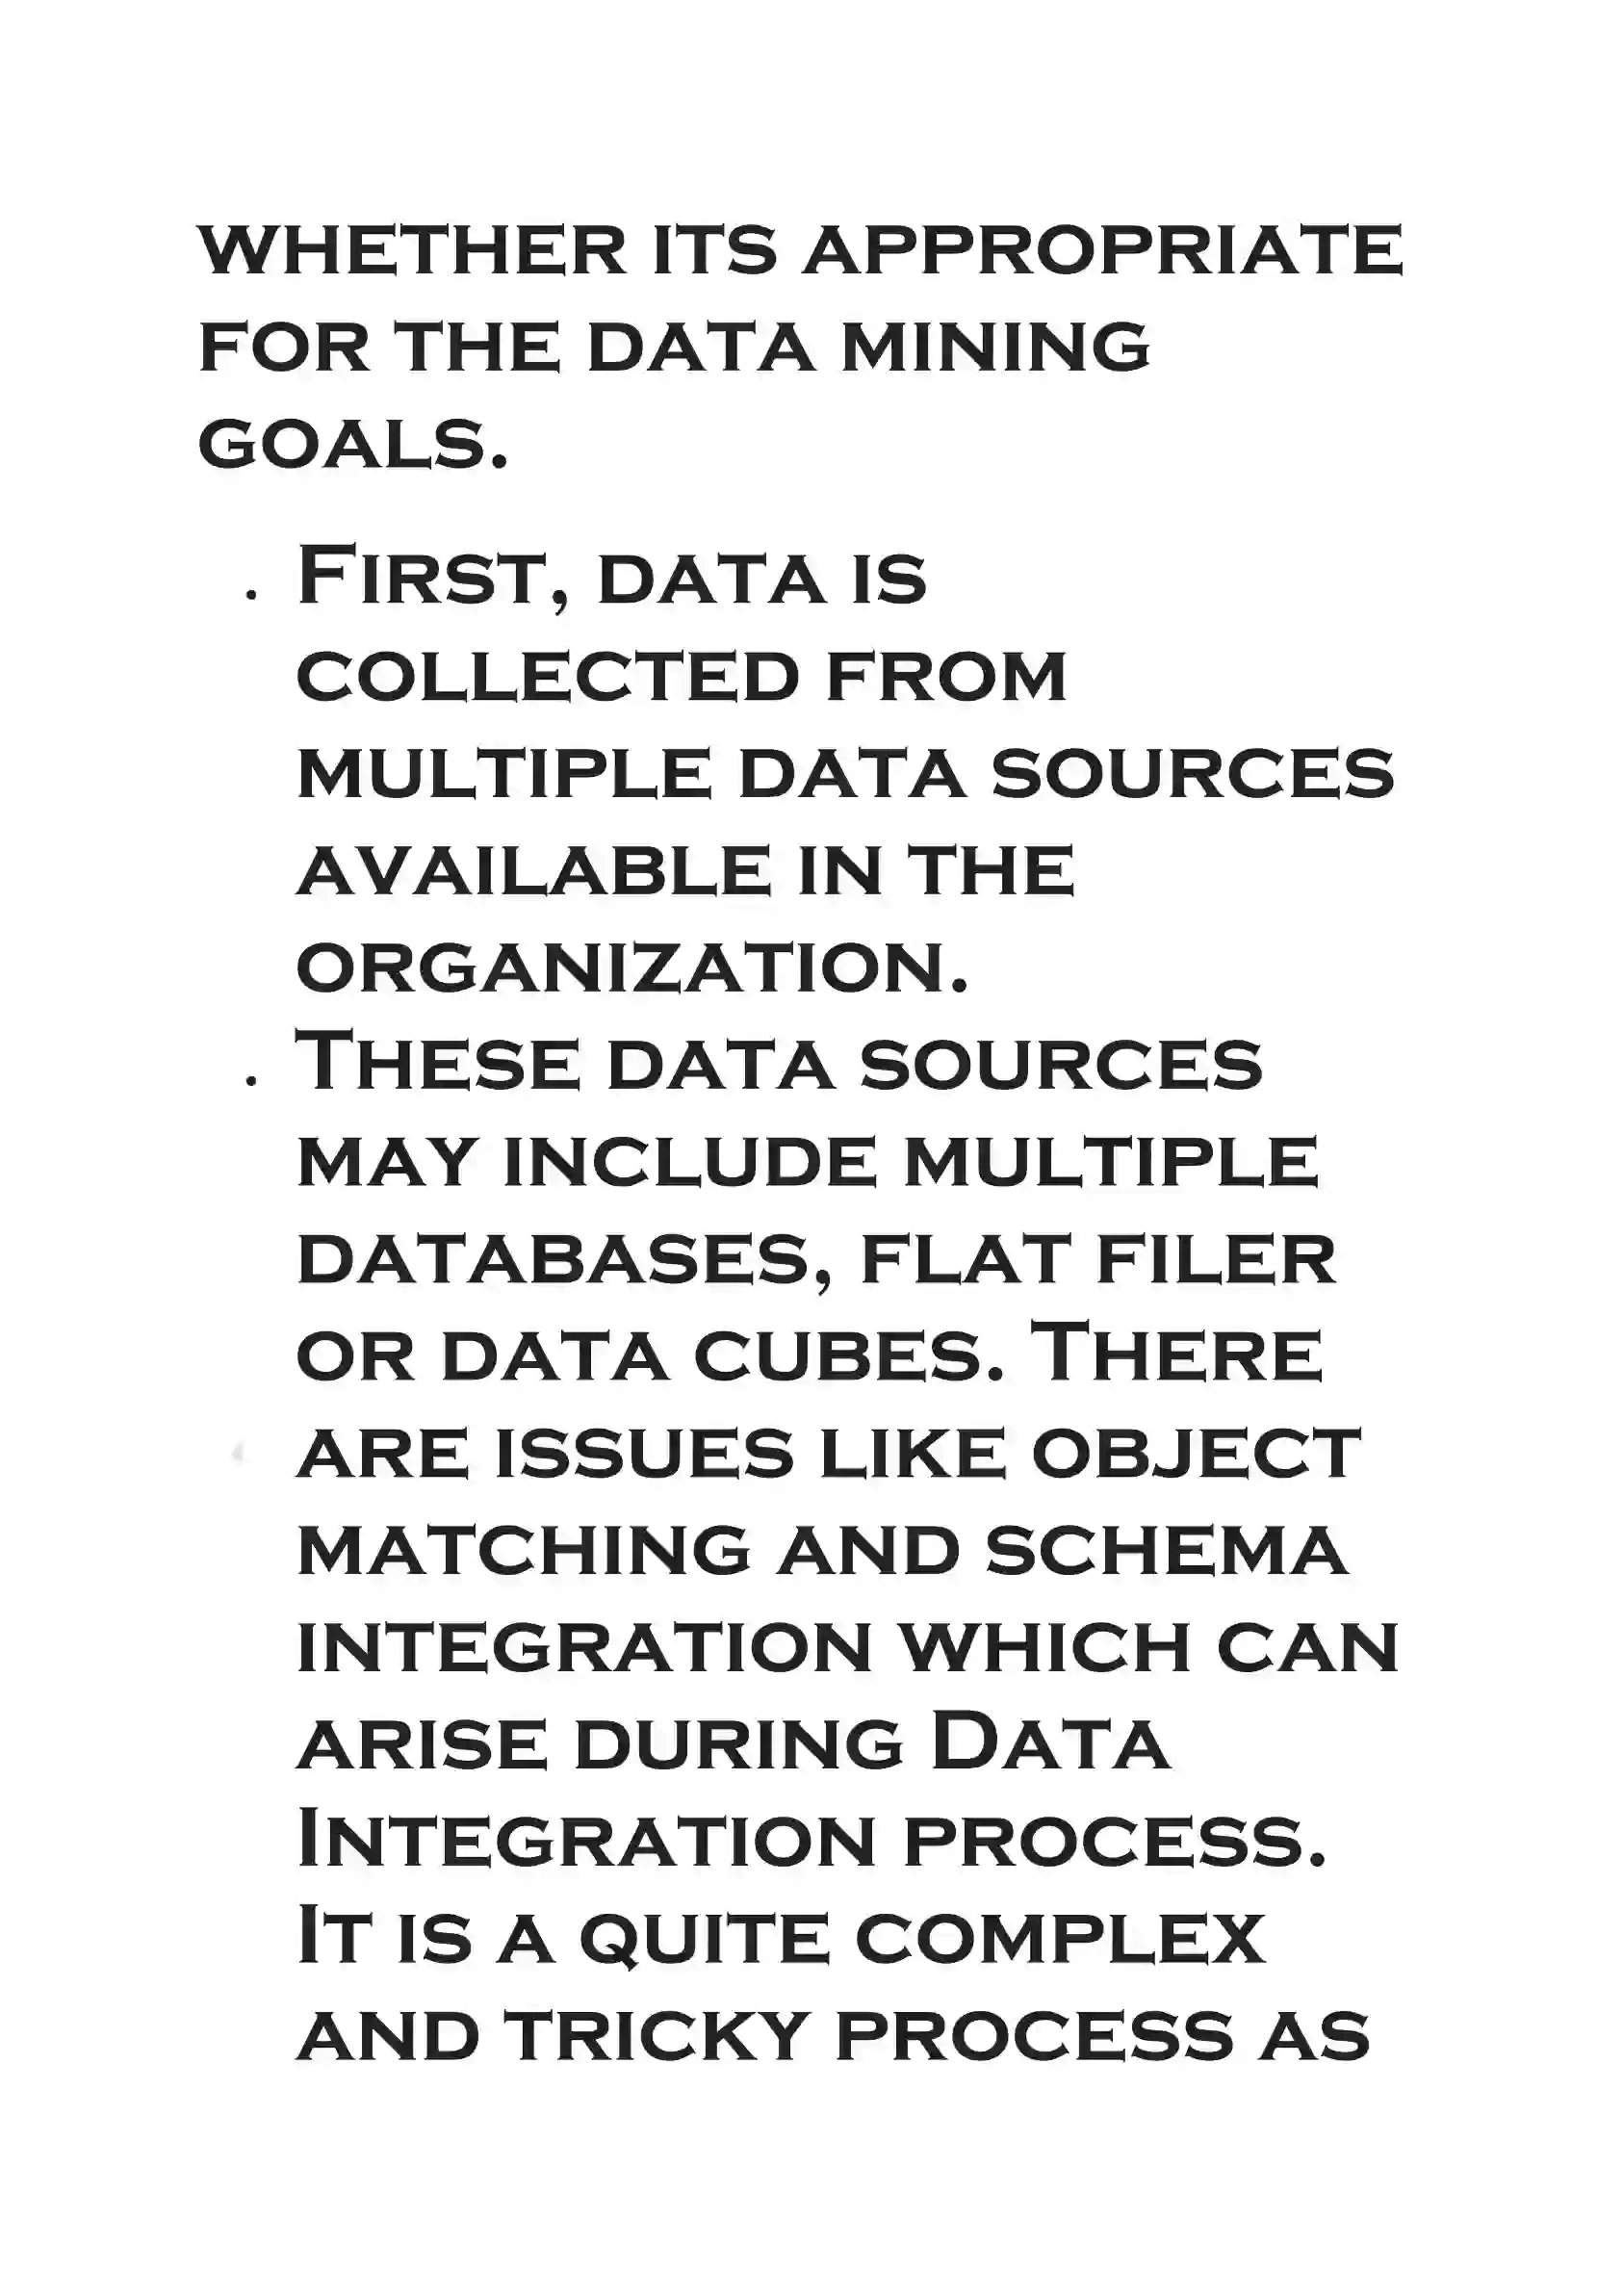 whether its appropriate
for the data mining
goals.
. First, data is
collected from
multiple data sources
available in the
organization.
. These data sources
may include multiple
databases, flat filer
or data cubes. There
are issues like object
matching and schema
integration which can
arise during Data
Integration process.
It is a quite complex
and tricky process as